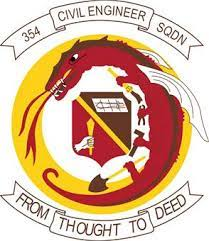 354 CIVIL ENGINEER SQDN
FROM THOUGHT TO DEED